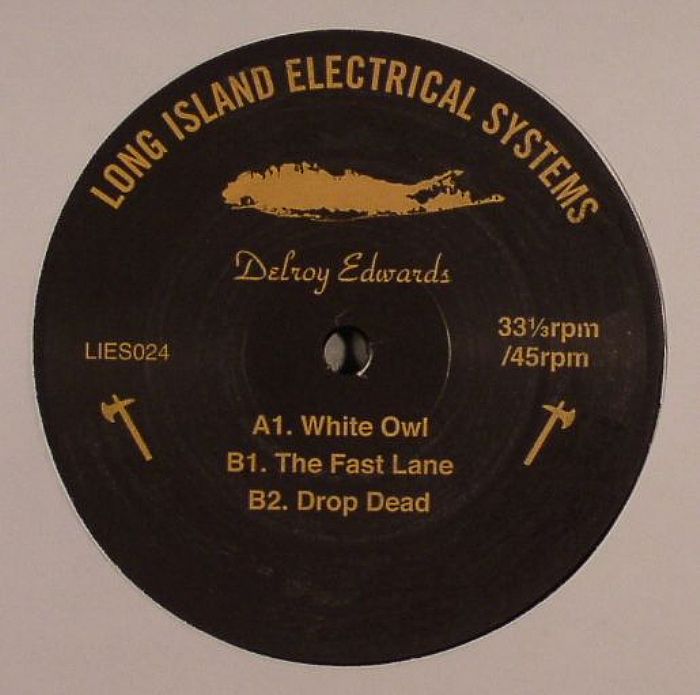 LONG ISLAND ELECTRICAL SYSTEMS
Delroy Edwards
LIES024
33⅓rpm
/45rpm
A1. White Owl
B1. The Fast Lane
B2. Drop Dead